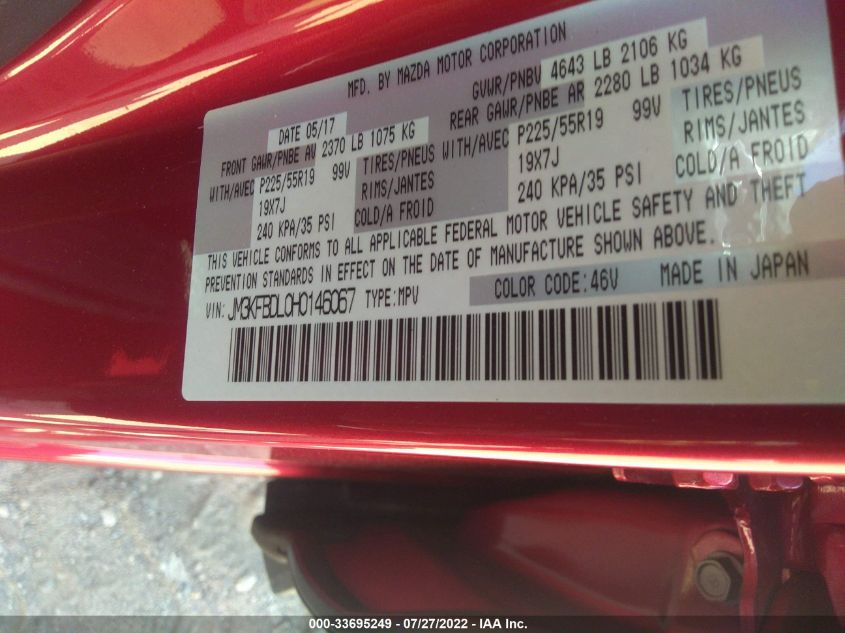 MFD. BY MAZDA MOTOR CORPORATION
DATE 05/17 GVWR/PNBV 4643 LB 2106 KG
FRONT GAWR/PNBE AV 2370 LB 1075 KG REAR GAWR/PNBE AR 2280 LB 1034 KG
WITH/AVEC P225/55R19 99V TIRES/PNEUS WITH/AVEC P225/55R19 99V TIRES/PNEUS
19X7J RIMS/JANTES 19X7J RIMS/JANTES
240 KPA/35 PSI COLD/A FROID 240 KPA/35 PSI COLD/A FROID
THIS VEHICLE CONFORMS TO ALL APPLICABLE FEDERAL MOTOR VEHICLE SAFETY AND THEFT
PREVENTION STANDARDS IN EFFECT ON THE DATE OF MANUFACTURE SHOWN ABOVE.
VIN: JM3KFBDL0H0146067 TYPE:MPV COLOR CODE:46V MADE IN JAPAN
000-33695249 / 07/27/2022 - IAA Inc.